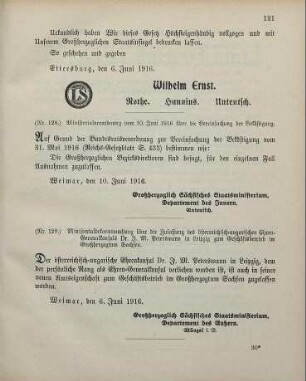 121
Urkundlich haben Wir dieses Gesetz Höchsteigenhändig vollzogen und mit
Unserem Großherzoglichen Staatsinsiegel bedrucken lassen.
So geschehen und gegeben
Ettersburg, den 6. Juni 1916.
Wilhelm Ernst.
Rothe. Hunnius. Unteutsch.
(Nr. 128.) Ministerialverordnung vom 10. Juni 1916 über die Vereinfachung der Beköstigung.
Auf Grund der Bundesratsverordnung zur Vereinfachung der Beköstigung vom
31. Mai 1916 (Reichs-Gesetzblatt S. 433) bestimmen wir:
Die Großherzoglichen Bezirksdirektoren sind befugt, für den einzelnen Fall
Ausnahmen zuzulassen.
Weimar, den 10. Juni 1916.
Großherzoglich Sächsisches Staatsministerium,
Departement des Innern.
Unteutsch.
(Nr. 129.) Ministerialbekanntmachung über die Zulassung des österreichisch-ungarischen Ehren-
Generalkonsuls Dr. J. M. Petersmann in Leipzig zum Geschäftsbetrieb im
Großherzogtum Sachsen.
Der österreichisch-ungarische Ehrenkonsul Dr. J. M. Petersmann in Leipzig, dem
der persönliche Rang als Ehren-Generalkonsul verliehen worden ist, ist auch in seiner
neuen Amtseigenschaft zum Geschäftsbetrieb im Großherzogtum Sachsen zugelassen
worden.
Weimar, den 6. Juni 1916.
Großherzoglich Sächsisches Staatsministerium,
Departement des Äußern.
i. V.
30*